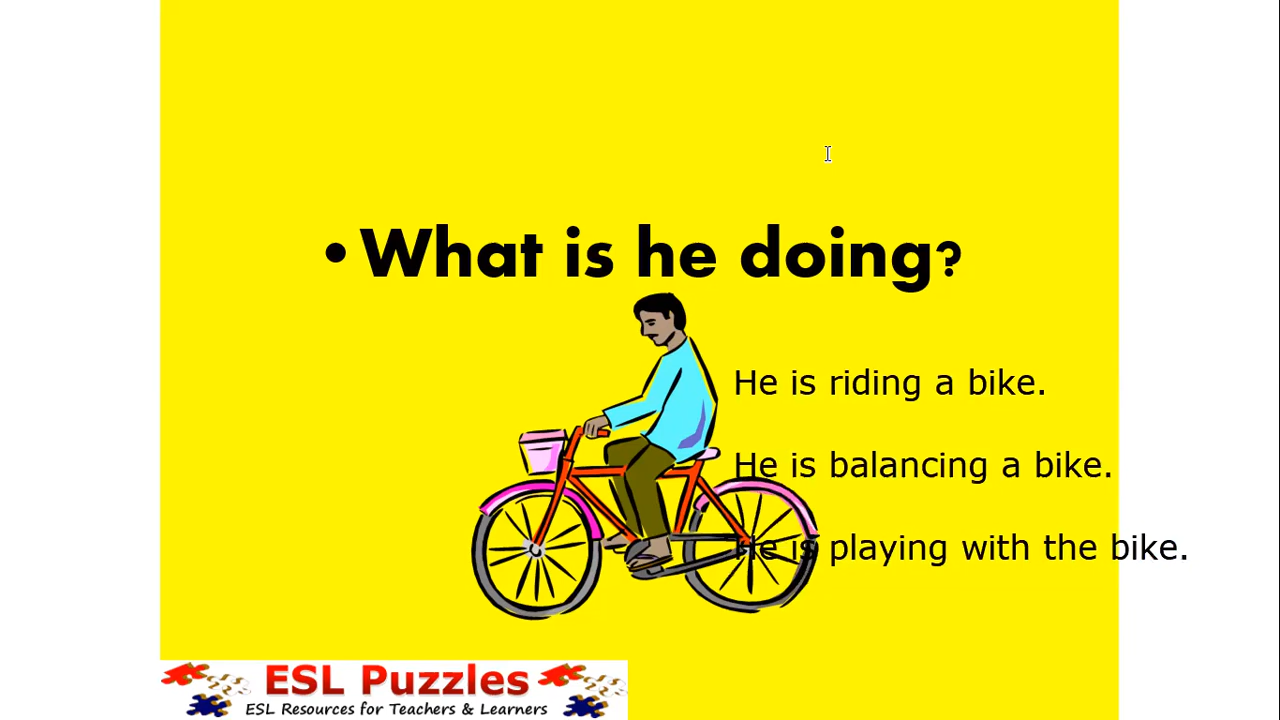 • What is he doing?
He is riding a bike.
He is balancing a bike.
He is playing with the bike.
ESL Puzzles
ESL Resources for Teachers & Learners